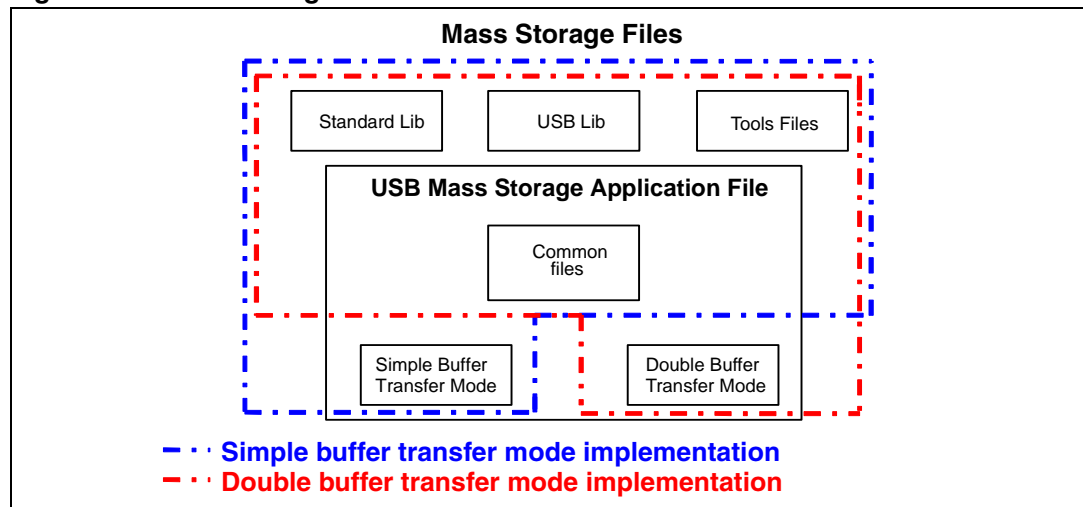 Mass Storage Files
Standard Lib
USB Lib
Tools Files
USB Mass Storage Application File
Common
files
Simple Buffer
Transfer Mode
Double Buffer
Transfer Mode
Simple buffer transfer mode implementation
Double buffer transfer mode implementation